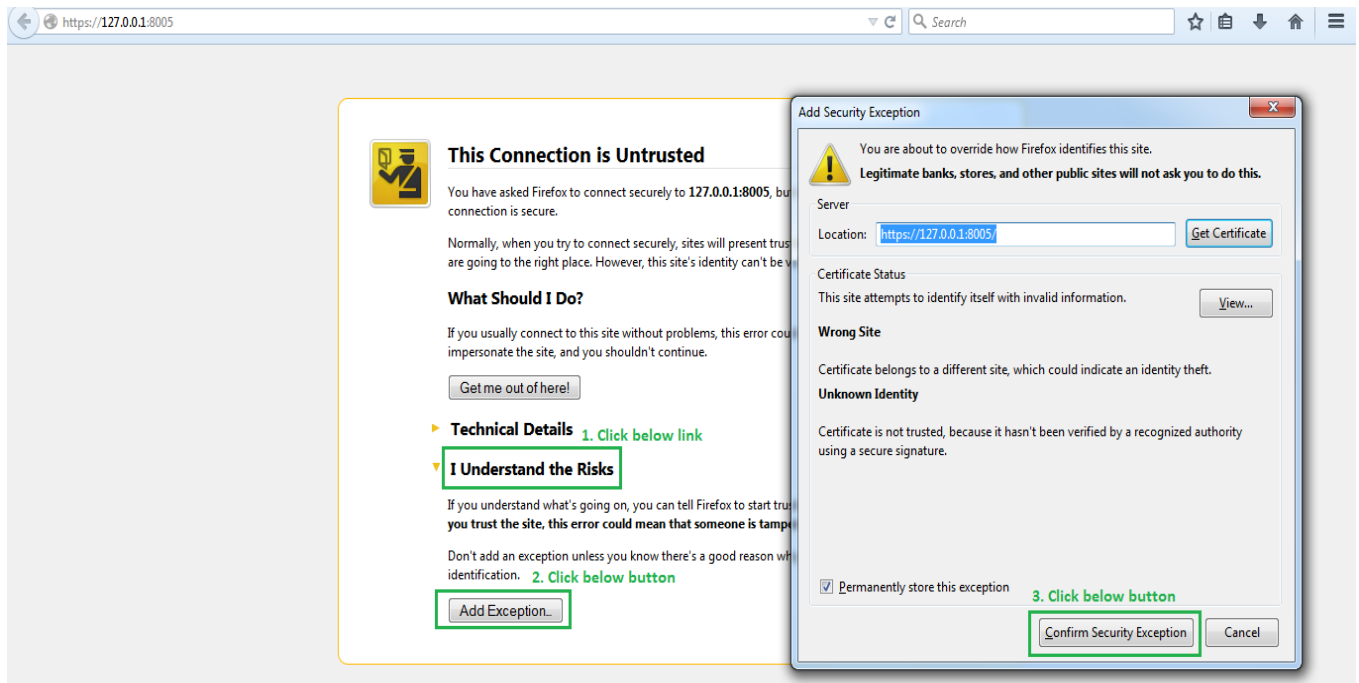 https://127.0.0.1:8005
Search
This Connection is Untrusted
You have asked Firefox to connect securely to 127.0.0.1:8005, bu
connection is secure.
Normally, when you try to connect securely, sites will present trus
are going to the right place. However, this site's identity can't be v
What Should I Do?
If you usually connect to this site without problems, this error cou
impersonate the site, and you shouldn't continue.
Get me out of here!
Technical Details
1. Click below link
I Understand the Risks
If you understand what's going on, you can tell Firefox to start trus
you trust the site, this error could mean that someone is tampe
Don't add an exception unless you know there's a good reason wh
identification.
2. Click below button
Add Exception...
Add Security Exception
You are about to override how Firefox identifies this site.
Legitimate banks, stores, and other public sites will not ask you to do this.
Server
Location:
https://127.0.0.1:8005/
Get Certificate
Certificate Status
This site attempts to identify itself with invalid information.
View...
Wrong Site
Certificate belongs to a different site, which could indicate an identity theft.
Unknown Identity
Certificate is not trusted, because it hasn't been verified by a recognized authority
using a secure signature.
Permanently store this exception
3. Click below button
Confirm Security Exception
Cancel